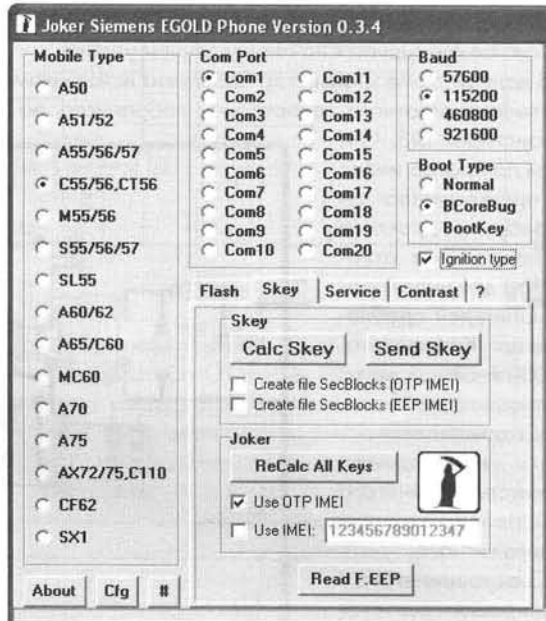 Joker Siemens EGOLD Phone Version 0.3.4
Mobile Type
A50
A51/52
A55/56/57
C55/56,CT56
M55/56
S55/56/57
SL55
A60/62
A65/C60
MC60
A70
A75
AX72/75,C110
CF62
SX1
About Cfg #
Com Port
Com1 Com11
Com2 Com12
Com3 Com13
Com4 Com14
Com5 Com15
Com6 Com16
Com7 Com17
Com8 Com18
Com9 Com19
Com10 Com20
Baud
57600
115200
460800
921600
Boot Type
Normal
BCoreBug
BootKey
Ignition type
Flash Skey Service Contrast ?
Skey
Calc Skey Send Skey
Create file SecBlocks (OTP IMEI)
Create file SecBlocks (EEP IMEI)
Joker
ReCalc All Keys
Use OTP IMEI
Use IMEI: 123456789012347
Read F.EEP